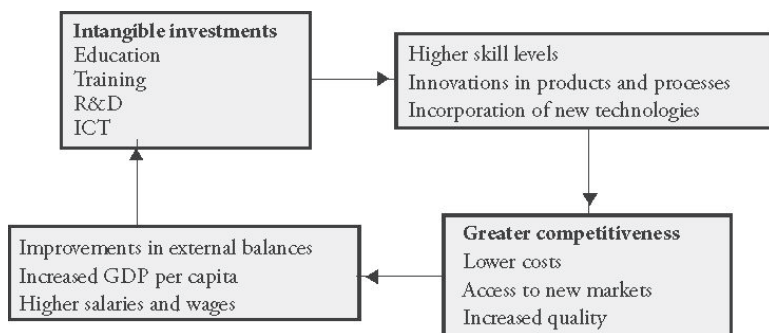 Intangible investments
Education
Training
R&D
ICT
Higher skill levels
Innovations in products and processes
Incorporation of new technologies
Greater competitiveness
Lower costs
Access to new markets
Increased quality
Improvements in external balances
Increased GDP per capita
Higher salaries and wages